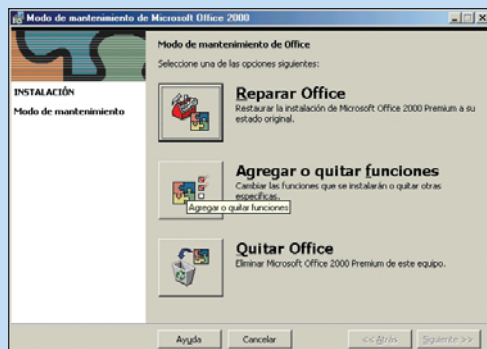 Modo de mantenimiento de Microsoft Office 2000
Modo de mantenimiento de Office
Seleccione una de las opciones siguientes:
INSTALACIÓN
Modo de mantenimiento
Reparar Office
Restaurar la instalación de Microsoft Office 2000 Premium a su
estado original.
Agregar o quitar funciones
Cambiar las funciones que se instalarán o quitar otras
específicas.
Agregar o quitar funciones
Quitar Office
Eliminar Microsoft Office 2000 Premium de este equipo.
Ayuda
Cancelar
<< Atrás
Siguiente >>